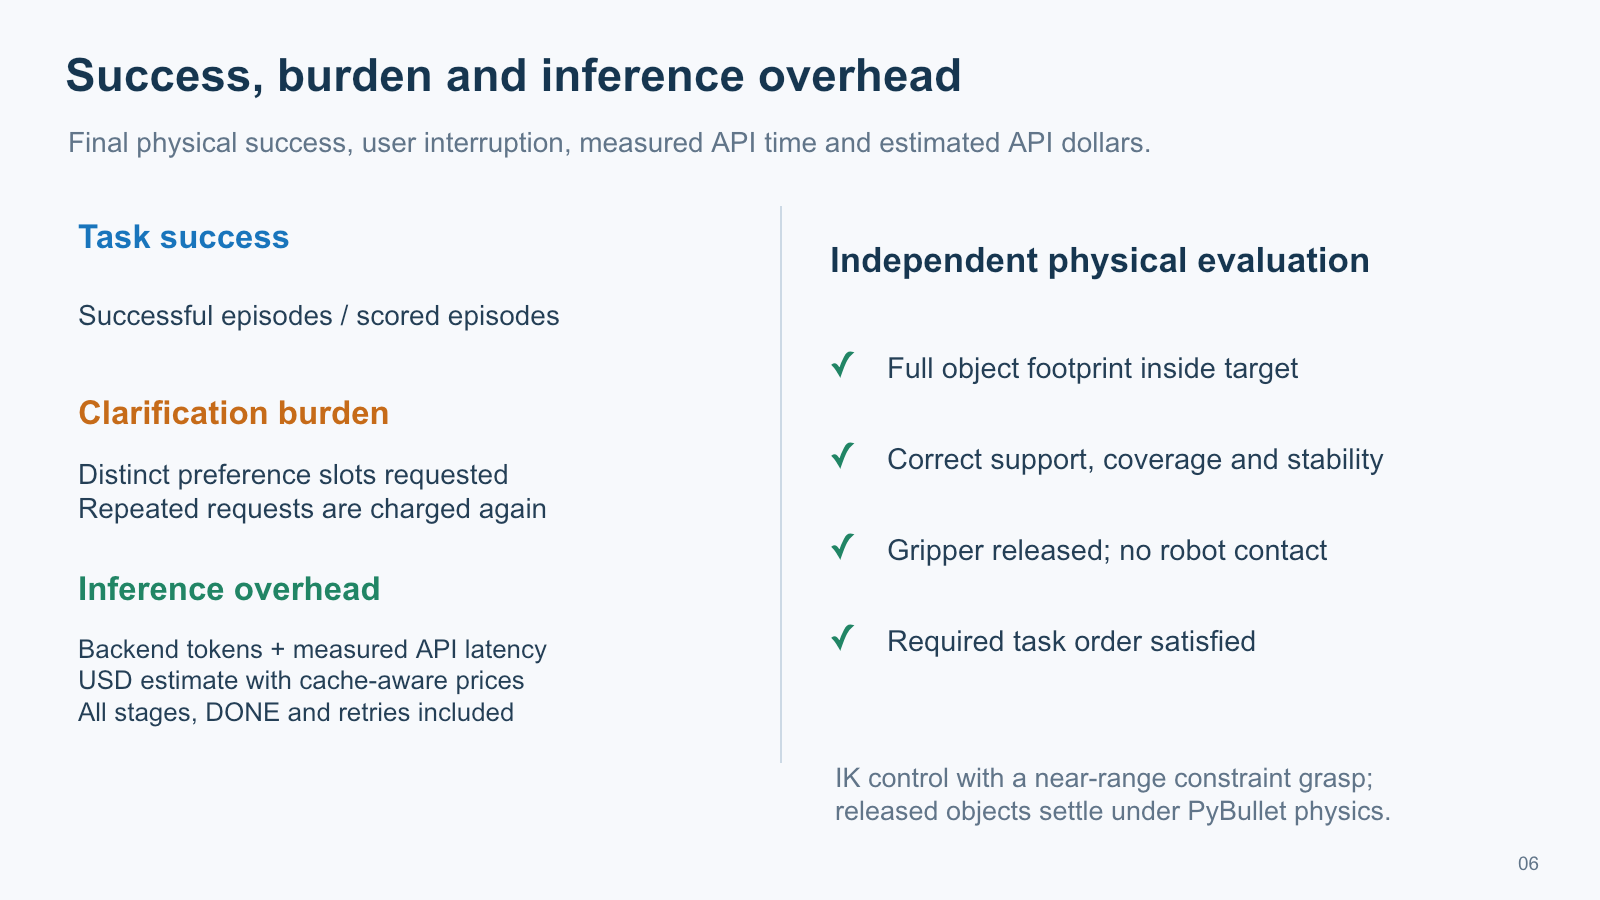 Success, burden and inference overhead
Final physical success, user interruption, measured API time and estimated API dollars.
Task success
Successful episodes / scored episodes
Clarification burden
Distinct preference slots requested
Repeated requests are charged again
Inference overhead
Backend tokens + measured API latency
USD estimate with cache-aware prices
All stages, DONE and retries included
Independent physical evaluation
✓ Full object footprint inside target
✓ Correct support, coverage and stability
✓ Gripper released; no robot contact
✓ Required task order satisfied
IK control with a near-range constraint grasp;
released objects settle under PyBullet physics.
06